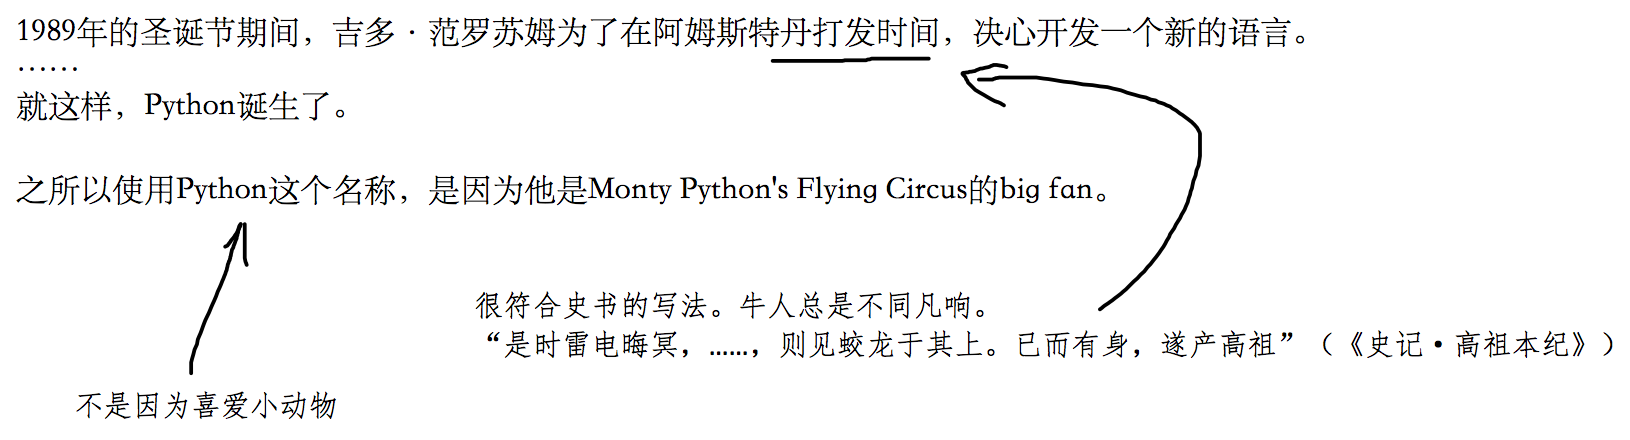 1989年的圣诞节期间，吉多·范罗苏姆为了在阿姆斯特丹打发时间，决心开发一个新的语言。
……
就这样，Python诞生了。
之所以使用Python这个名称，是因为他是Monty Python's Flying Circus的big fan。
很符合史书的写法。牛人总是不同凡响。
“是时雷电晦冥，……，则见蛟龙于其上。已而有身，遂产高祖”（《史记·高祖本纪》）
不是因为喜爱小动物